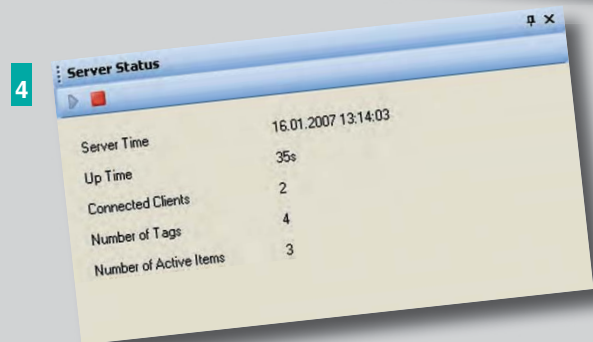 4
Server Status
Server Time 16.01.2007 13:14:03
Up Time 35s
Connected Clients 2
Number of Tags 4
Number of Active Items 3